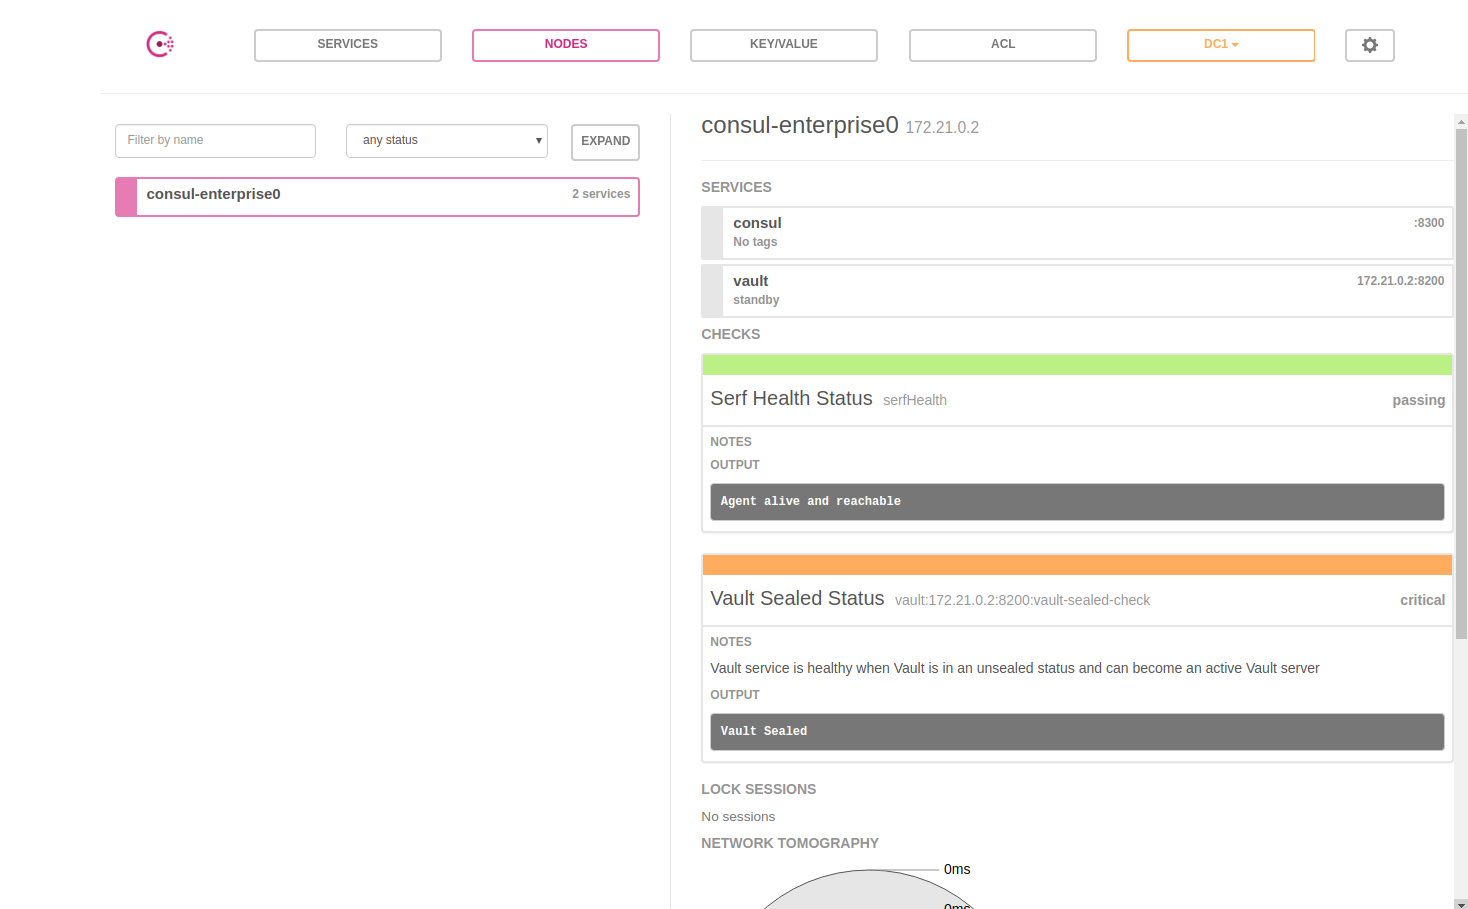 SERVICES
NODES
KEY/VALUE
ACL
DC1
Filter by name
any status
EXPAND
consul-enterprise0
2 services
consul-enterprise0 172.21.0.2
SERVICES
consul
:8300
No tags
vault
172.21.0.2:8200
standby
CHECKS
Serf Health Status serfHealth
passing
NOTES
OUTPUT
Agent alive and reachable
Vault Sealed Status vault:172.21.0.2:8200:vault-sealed-check
critical
NOTES
Vault service is healthy when Vault is in an unsealed status and can become an active Vault server
OUTPUT
Vault Sealed
LOCK SESSIONS
No sessions
NETWORK TOMOGRAPHY
0ms
0ms